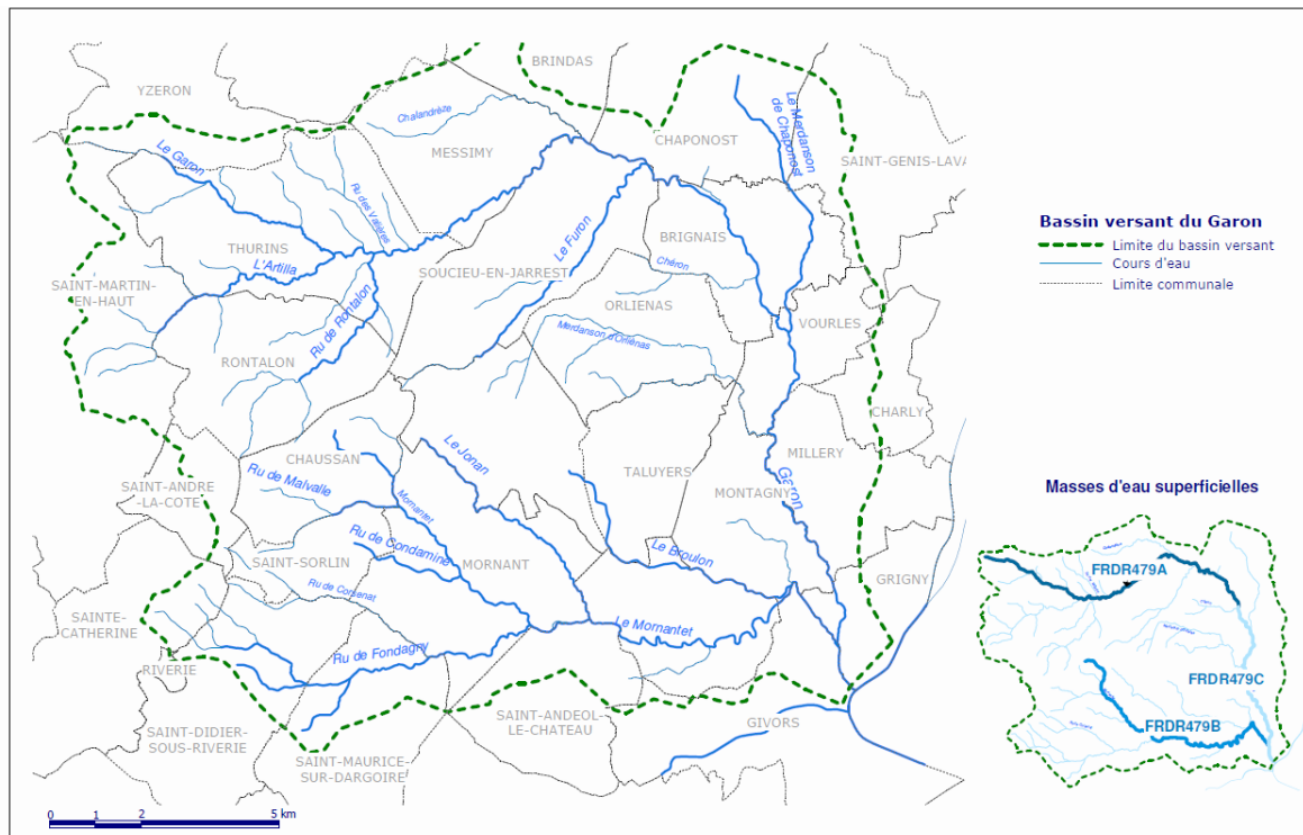 BRINDAS
YZERON
Chalandrèze
Le Merdanson
de Chaponost
CHAPONOST
MESSIMY
Le Garon
SAINT-GENIS-LAVA
Ru des Valières
Le Furon
BRIGNAIS
THURINS
L'Artilla
SOUCIEU-EN-JARREST
Chéron
SAINT-MARTIN-
EN-HAUT
ORLIENAS
Ru de Rontalon
VOURLES
Merdanson d'Orliénas
RONTALON
CHARLY
CHAUSSAN
Le Jonan
MILLERY
Ru de Malvalle
TALUYERS
Garon
SAINT-ANDRE
-LA-COTE
MONTAGNY
Mornantet
Ru de Condamine
Le Broulon
SAINT-SORLIN
MORNANT
GRIGNY
Ru de Corsenat
SAINTE-
CATHERINE
Le Mornantet
Ru de Fondagny
RIVERIE
SAINT-ANDEOL-
LE-CHATEAU
GIVORS
SAINT-DIDIER-
SOUS-RIVERIE
SAINT-MAURICE-
SUR-DARGOIRE
0 1 2 5 km
Bassin versant du Garon
Limite du bassin versant
Cours d'eau
Limite communale
Masses d'eau superficielles
FRDR479A
FRDR479C
FRDR479B